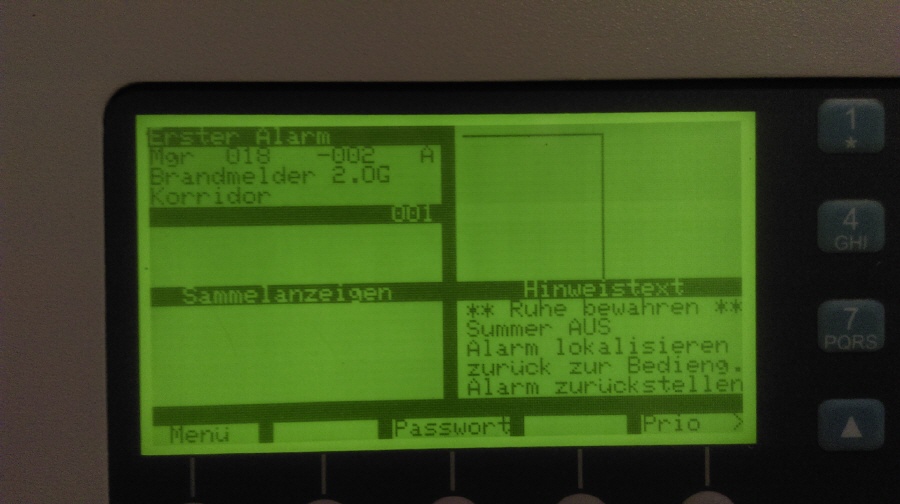 Erster Alarm
Mgr 018 -002 A
Brandmelder 2.OG
Korridor
001
Sammelanzeigen
Hinweistext
** Ruhe bewahren **
Summer AUS
Alarm lokalisieren
zurück zur Bedieng.
Alarm zurückstellen
Menü Passwort Prio >
1
*
4
GHI
7
PQRS
▲